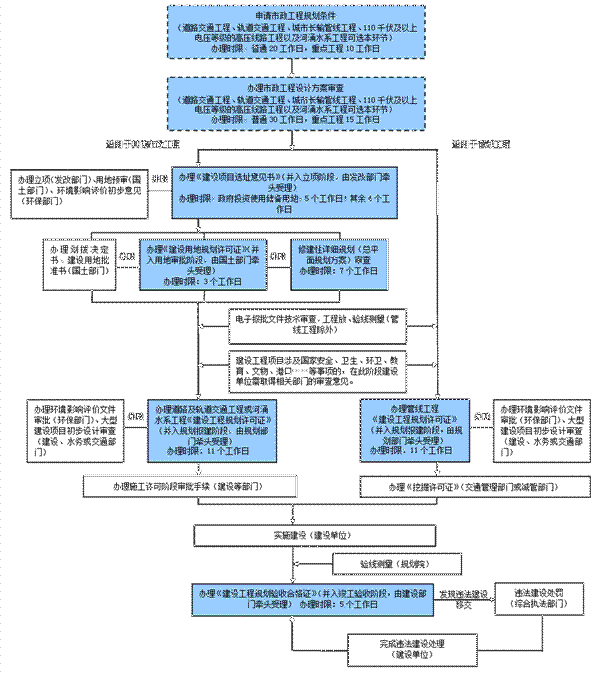 申请市政工程规划条件
（道路交通工程、轨道交通工程、城市长输管线工程、110千伏及以上
电压等级的高压线路工程以及河涌水系工程可选本环节）
办理时限：普通20工作日，重点工程10工作日
办理市政工程设计方案审查
（道路交通工程、轨道交通工程、城市长输管线工程、110千伏及以上
电压等级的高压线路工程以及河涌水系工程可选本环节）
办理时限：普通30工作日，重点工程15工作日
办理立项（发改部门）、用地预审（国
土部门）、环境影响评价初步意见
（环保部门）
办理《建设项目选址意见书》（并入立项阶段，由发改部门牵
头受理）
办理时限：政府投资使用储备用地：5个工作日；其余6个工
作日
办理划拨决定
书、建设用地批
准书（国土部门）
办理《建设用地规划许可证》（并
入用地审批阶段，由国土部门牵
头受理）
办理时限：3个工作日
修建性详细规划（总平
面规划方案）审查
办理时限：7个工作日
电子报批文件技术审查，工程放、验线测量（管
线工程除外）
建设工程项目涉及国家安全、卫生、环卫、教
育、文物、港口……等事项的，在此阶段建设
单位需取得相关部门的审查意见。
办理环境影响评价文件
审批（环保部门）、大型
建设项目初步设计审查
（建设、水务或交通部
门）
办理道路及轨道交通工程或河涌
水系工程《建设工程规划许可证》
（并入规划报建阶段，由规划部
门牵头受理）
办理时限：11个工作日
办理管线工程
《建设工程规划许可证》
（并入规划报建阶段，由规
划部门牵头受理）
办理时限：11个工作日
办理环境影响评价文件
审批（环保部门）、大型
建设项目初步设计审查
（建设、水务或交通部
门）
办理施工许可阶段审批手续（建设等部门）
办理《挖掘许可证》（交通管理部门或城管部门）
实施建设（建设单位）
验线测量（规划院）
办理《建设工程规划验收合格证》（并入竣工验收阶段，由建设部
门牵头受理） 办理时限：5个工作日
发现违法建设
移交
违法建设处罚
（综合执法部门）
完成违法建设处理
（建设单位）